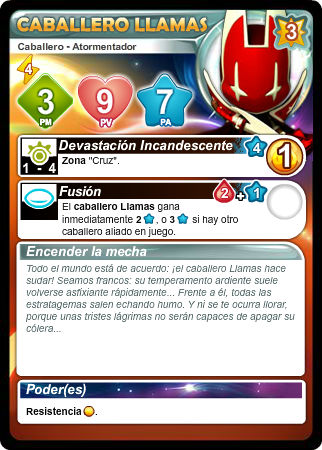 CABALLERO LLAMAS
3
Caballero - Atormentador
4
3
PM
9
PV
7
PA
Devastación Incandescente
4
1 - 4
Zona "Cruz".
1
Fusión
2 + 1
El caballero Llamas gana
inmediatamente 2 , o 3 si hay otro
caballero aliado en juego.
Encender la mecha
Todo el mundo está de acuerdo: ¡el caballero Llamas hace
sudar! Seamos francos: su temperamento ardiente suele
volverse asfixiante rápidamente... Frente a él, todas las
estratagemas salen echando humo. Y ni se te ocurra llorar,
porque unas tristes lágrimas no serán capaces de apagar su
cólera...
Poder(es)
Resistencia .